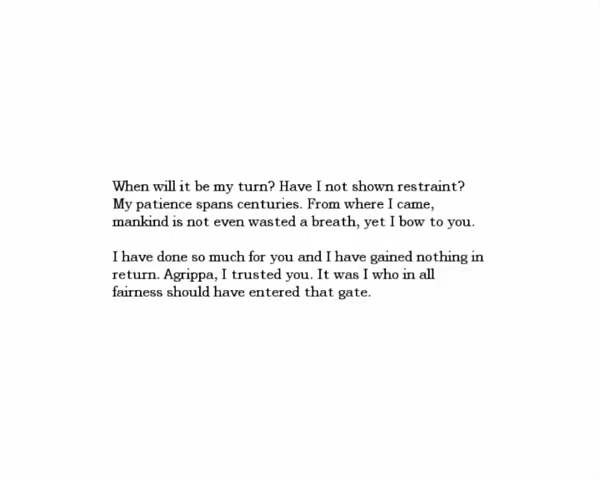 When will it be my turn? Have I not shown restraint?
My patience spans centuries. From where I came,
mankind is not even wasted a breath, yet I bow to you.
I have done so much for you and I have gained nothing in
return. Agrippa, I trusted you. It was I who in all
fairness should have entered that gate.